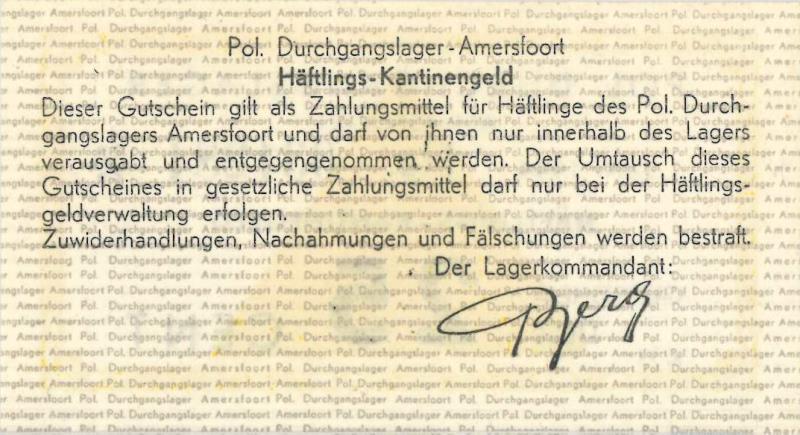 Pol. Durchgangslager-Amersfoort
Häftlings-Kantinengeld
Dieser Gutschein gilt als Zahlungsmittel für Häftlinge des Pol. Durch-
gangslagers Amersfoort und darf von ihnen nur innerhalb des Lagers
verausgabt und entgegengenommen werden. Der Umtausch dieses
Gutscheines in gesetzliche Zahlungsmittel darf nur bei der Häftlings-
geldverwaltung erfolgen.
Zuwiderhandlungen, Nachahmungen und Fälschungen werden bestraft.
Der Lagerkommandant:
Berg